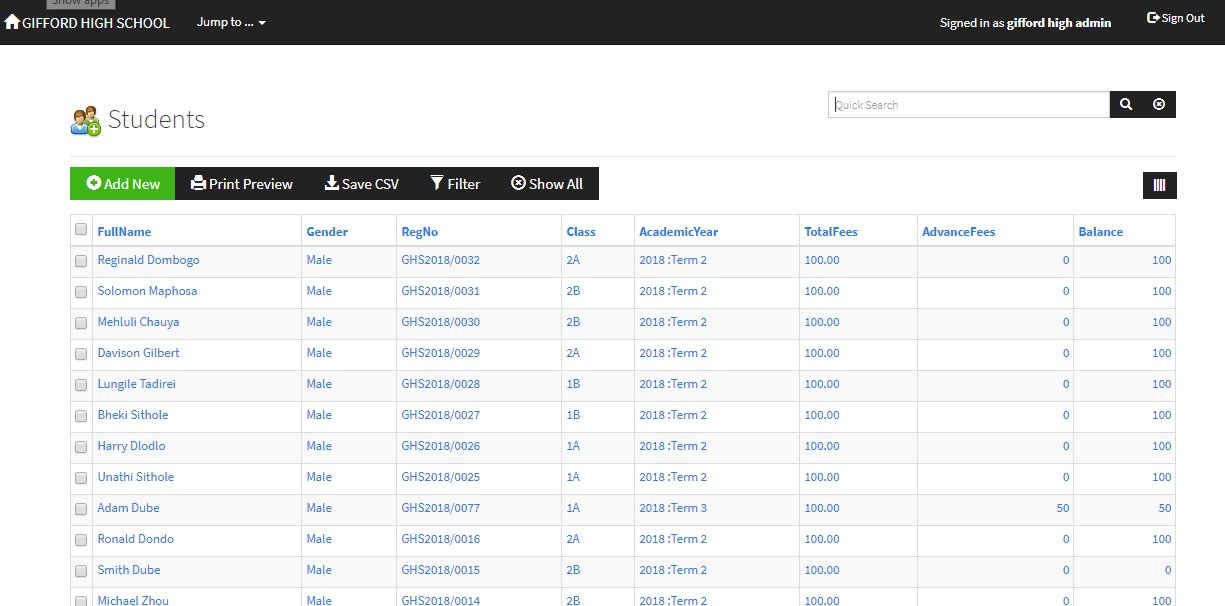 Show apps
GIFFORD HIGH SCHOOL Jump to ... Signed in as gifford high admin Sign Out
Quick Search
Students
Add New Print Preview Save CSV Filter Show All
FullName Gender RegNo Class AcademicYear TotalFees AdvanceFees Balance
Reginald Dombogo Male GHS2018/0032 2A 2018 :Term 2 100.00 0 100
Solomon Maphosa Male GHS2018/0031 2B 2018 :Term 2 100.00 0 100
Mehluli Chauya Male GHS2018/0030 2B 2018 :Term 2 100.00 0 100
Davison Gilbert Male GHS2018/0029 2A 2018 :Term 2 100.00 0 100
Lungile Tadirei Male GHS2018/0028 1B 2018 :Term 2 100.00 0 100
Bheki Sithole Male GHS2018/0027 1B 2018 :Term 2 100.00 0 100
Harry Dlodlo Male GHS2018/0026 1A 2018 :Term 2 100.00 0 100
Unathi Sithole Male GHS2018/0025 1A 2018 :Term 2 100.00 0 100
Adam Dube Male GHS2018/0077 1A 2018 :Term 3 100.00 50 50
Ronald Dondo Male GHS2018/0016 2A 2018 :Term 2 100.00 0 100
Smith Dube Male GHS2018/0015 2B 2018 :Term 2 100.00 0 0
Michael Zhou Male GHS2018/0014 2B 2018 :Term 2 100.00 0 100